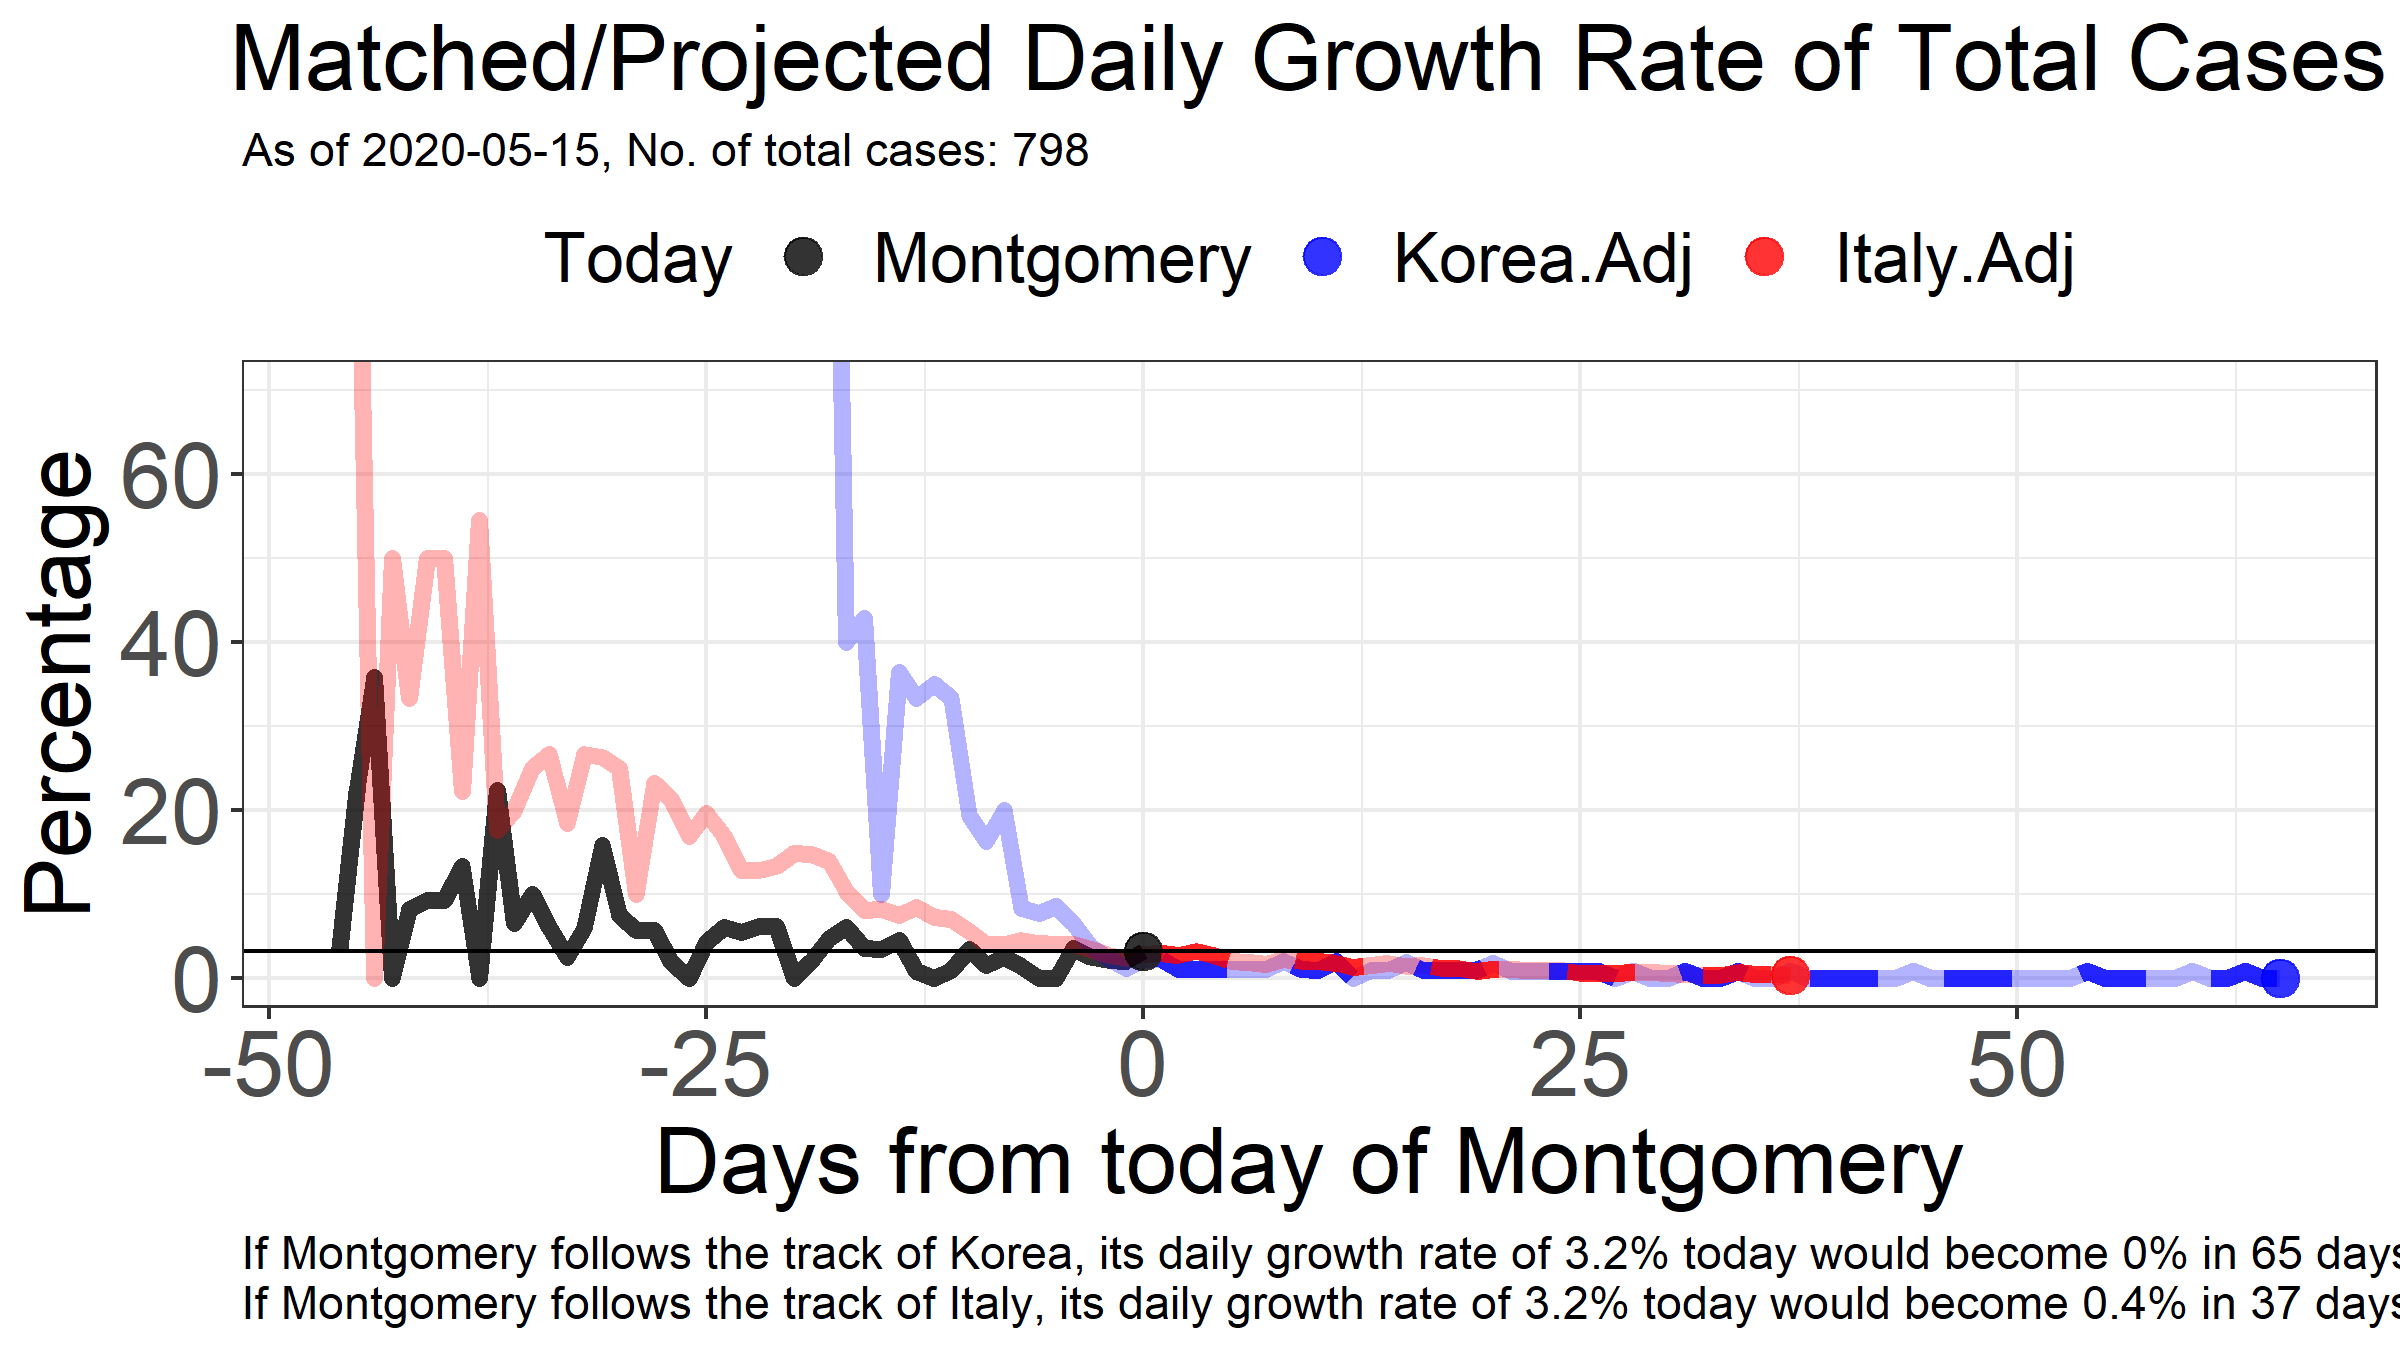 Matched/Projected Daily Growth Rate of Total Cases
As of 2020-05-15, No. of total cases: 798
Today Montgomery Korea.Adj Italy.Adj
Percentage
60
40
20
0
-50 -25 0 25 50
Days from today of Montgomery
If Montgomery follows the track of Korea, its daily growth rate of 3.2% today would become 0% in 65 days
If Montgomery follows the track of Italy, its daily growth rate of 3.2% today would become 0.4% in 37 days